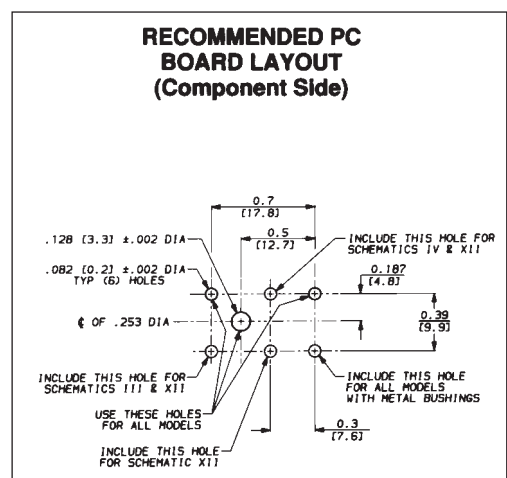 RECOMMENDED PC
BOARD LAYOUT
(Component Side)
0.7
[17.8]
0.5
[12.7]
.128 [3.3] ±.002 DIA
INCLUDE THIS HOLE FOR
SCHEMATICS IV & XII
.082 [0.2] ±.002 DIA
TYP (6) HOLES
0.187
[4.8]
℄ OF .253 DIA
0.39
[9.9]
INCLUDE THIS HOLE FOR
SCHEMATICS III & XII
INCLUDE THIS HOLE
FOR ALL MODELS
WITH METAL BUSHINGS
USE THESE HOLES
FOR ALL MODELS
0.3
[7.6]
INCLUDE THIS HOLE
FOR SCHEMATIC XII